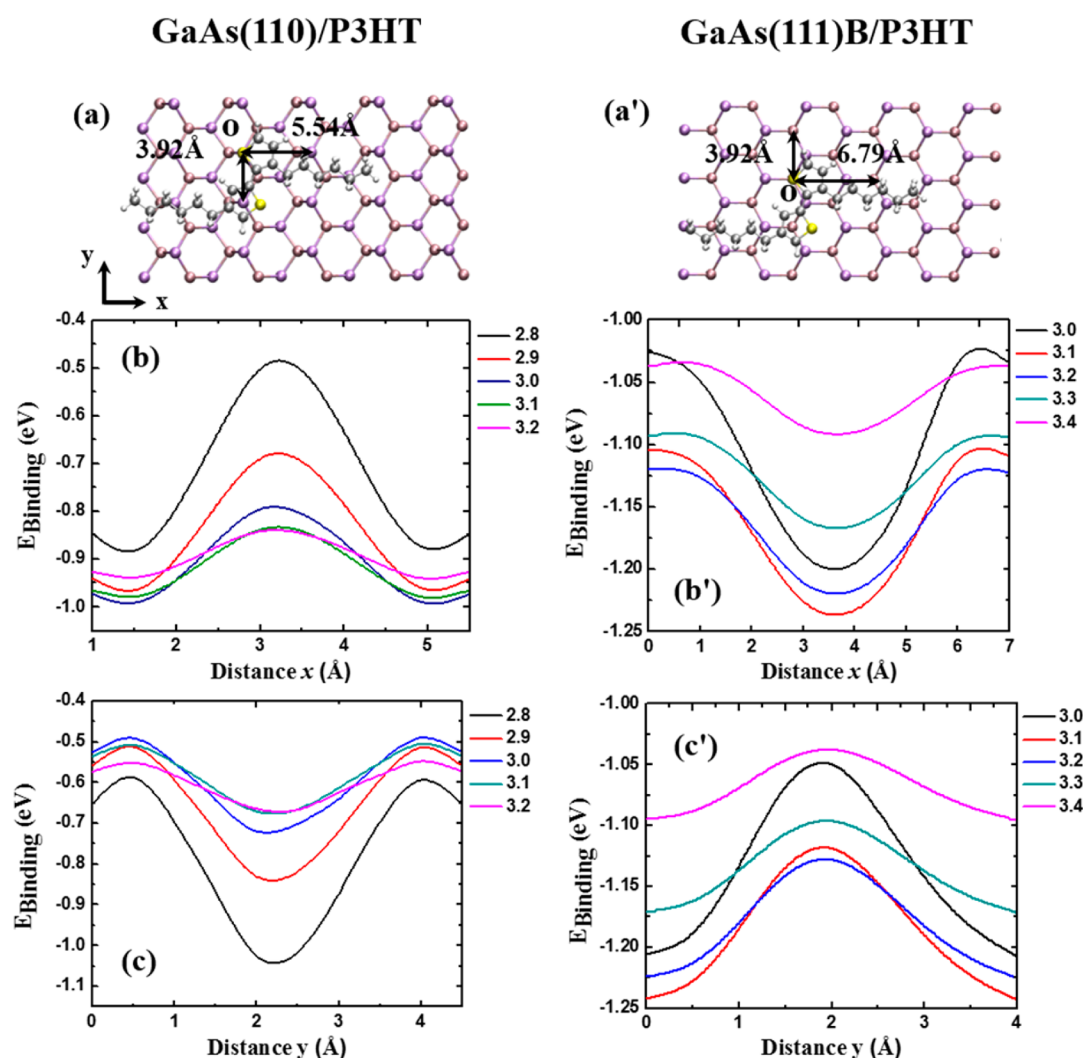 GaAs(110)/P3HT
GaAs(111)B/P3HT
(a)
O
5.54Å
3.92Å
y
x
(a')
3.92Å
6.79Å
O
-0.4
-0.5
-0.6
-0.7
-0.8
-0.9
-1.0
EBinding (eV)
(b)
2.8
2.9
3.0
3.1
3.2
1 2 3 4 5
Distance x (Å)
-1.00
-1.05
-1.10
-1.15
-1.20
-1.25
EBinding (eV)
(b')
3.0
3.1
3.2
3.3
3.4
0 1 2 3 4 5 6 7
Distance x (Å)
-0.4
-0.5
-0.6
-0.7
-0.8
-0.9
-1.0
-1.1
EBinding (eV)
(c)
2.8
2.9
3.0
3.1
3.2
0 1 2 3 4
Distance y (Å)
-1.00
-1.05
-1.10
-1.15
-1.20
-1.25
EBinding (eV)
(c')
3.0
3.1
3.2
3.3
3.4
0 1 2 3 4
Distance y (Å)